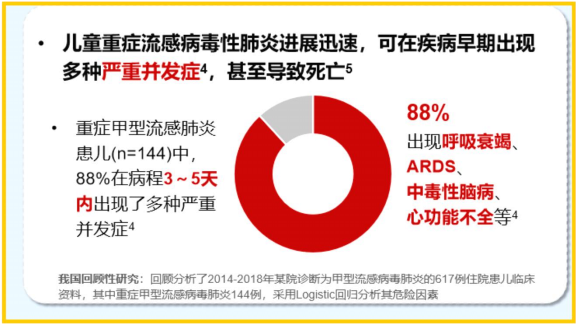 • 儿童重症流感病毒性肺炎进展迅速，可在疾病早期出现
多种严重并发症4，甚至导致死亡5
• 重症甲型流感肺炎
患儿(n=144)中，
88%在病程3～5天
内出现了多种严重
并发症4
88%
出现呼吸衰竭、
ARDS、
中毒性脑病、
心功能不全等4
我国回顾性研究：回顾分析了2014-2018年某院诊断为甲型流感病毒肺炎的617例住院患儿临床
资料，其中重症甲型流感病毒肺炎144例，采用Logistic回归分析其危险因素